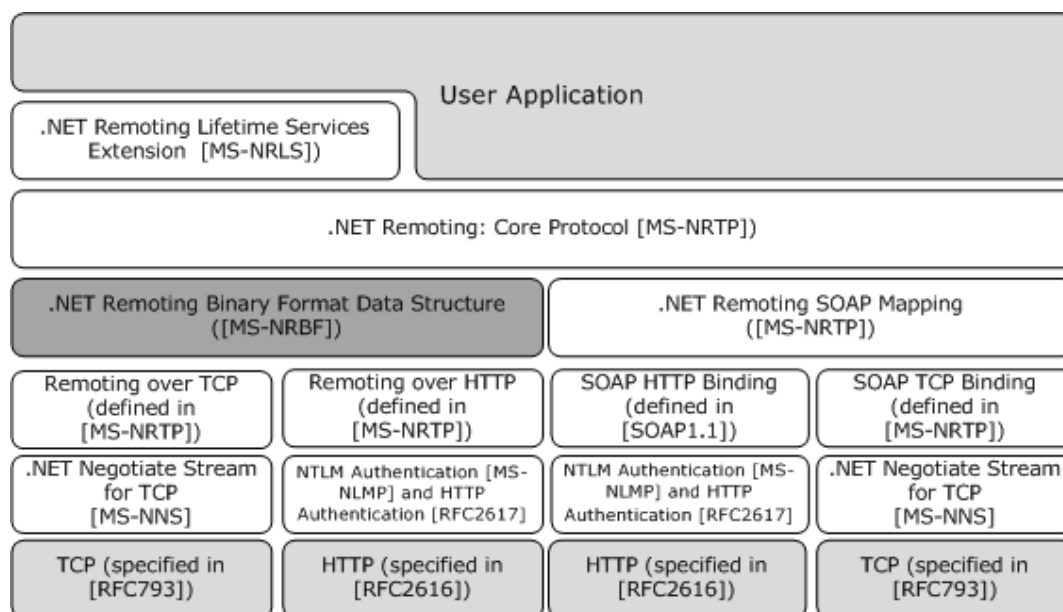 User Application
.NET Remoting Lifetime Services
Extension  [MS-NRLS])
.NET Remoting: Core Protocol [MS-NRTP])
.NET Remoting Binary Format Data Structure
([MS-NRBF])
.NET Remoting SOAP Mapping
([MS-NRTP])
Remoting over TCP
(defined in
[MS-NRTP])
Remoting over HTTP
(defined in
[MS-NRTP])
SOAP HTTP Binding
(defined in
[SOAP1.1])
SOAP TCP Binding
(defined in
[MS-NRTP])
.NET Negotiate Stream
for TCP
[MS-NNS]
NTLM Authentication [MS-
NLMP] and HTTP
Authentication [RFC2617]
NTLM Authentication [MS-
NLMP] and HTTP
Authentication [RFC2617]
.NET Negotiate Stream
for TCP
[MS-NNS]
TCP (specified in
[RFC793])
HTTP (specified in
[RFC2616])
HTTP (specified in
[RFC2616])
TCP (specified in
[RFC793])